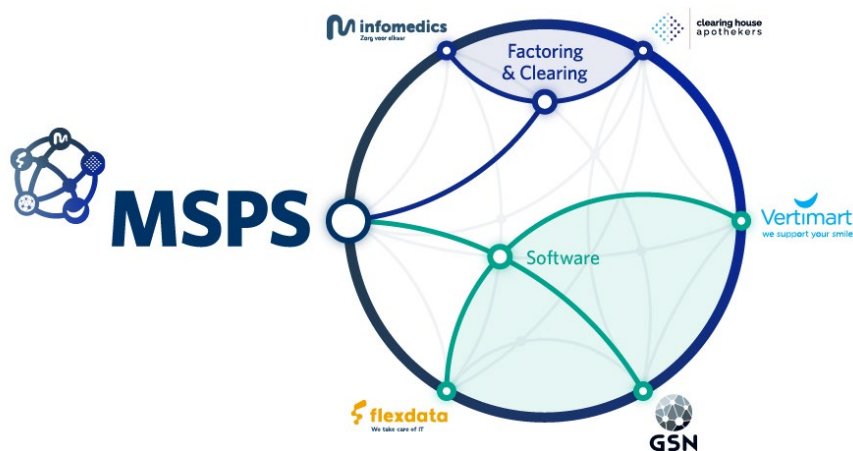 infomedics
Zorg voor elkaar
clearing house
apothekers
Factoring
& Clearing
MSPS
Vertimart
we support your smile
Software
flexdata
We take care of IT
GSN